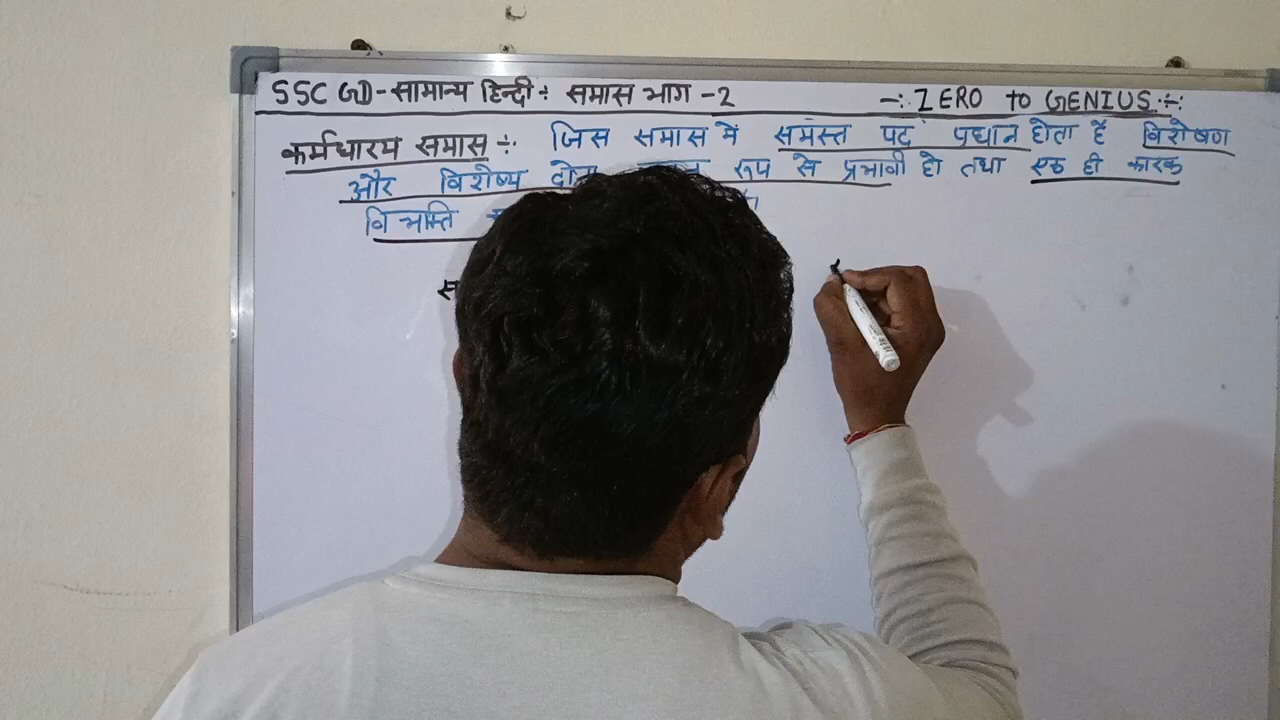 SSC GD-सामान्य हिन्दी ÷ समास भाग -2 -: ZERO to GENIUS :-
कर्मधारय समास ÷ जिस समास में समस्त पद प्रधान होता हैं विशेषण
और विशेष्य रूप से प्रभावी हो तथा एक ही कारक
विभक्ति